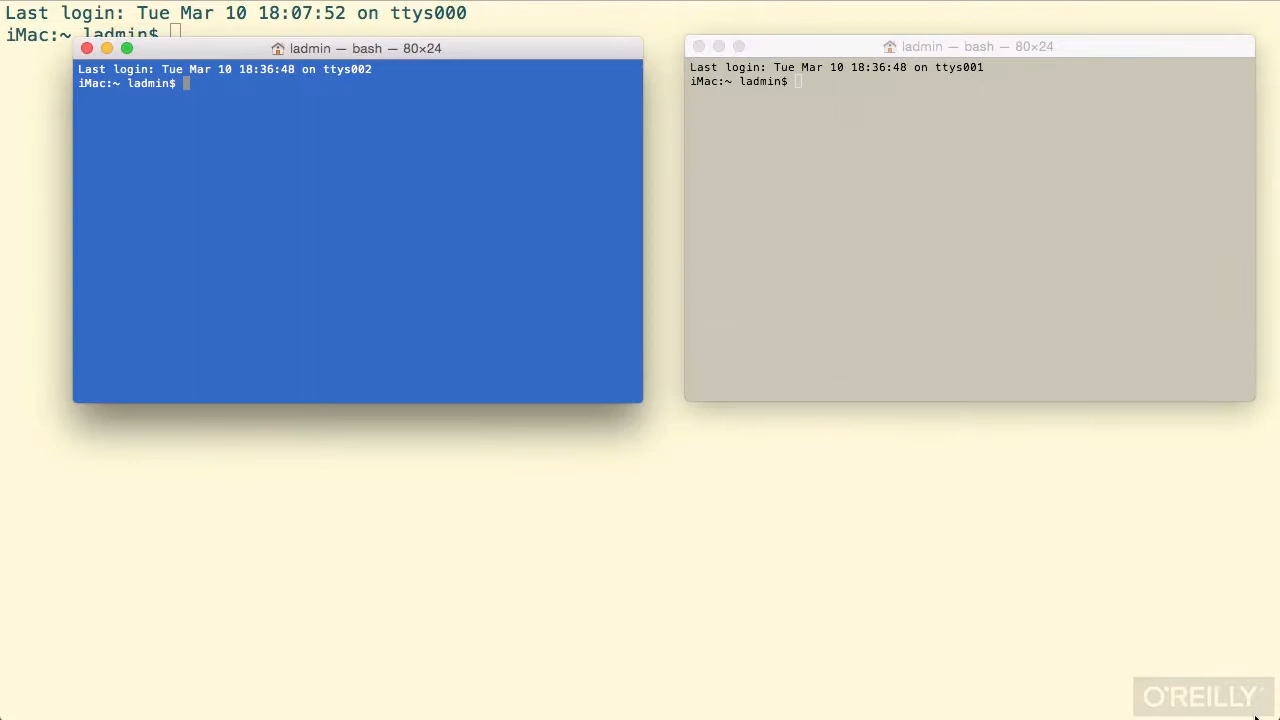 Last login: Tue Mar 10 18:07:52 on ttys000
iMac:~ ladmin$
ladmin — bash — 80×24
Last login: Tue Mar 10 18:36:48 on ttys002
iMac:~ ladmin$
ladmin — bash — 80×24
Last login: Tue Mar 10 18:36:48 on ttys001
iMac:~ ladmin$
O'REILLY